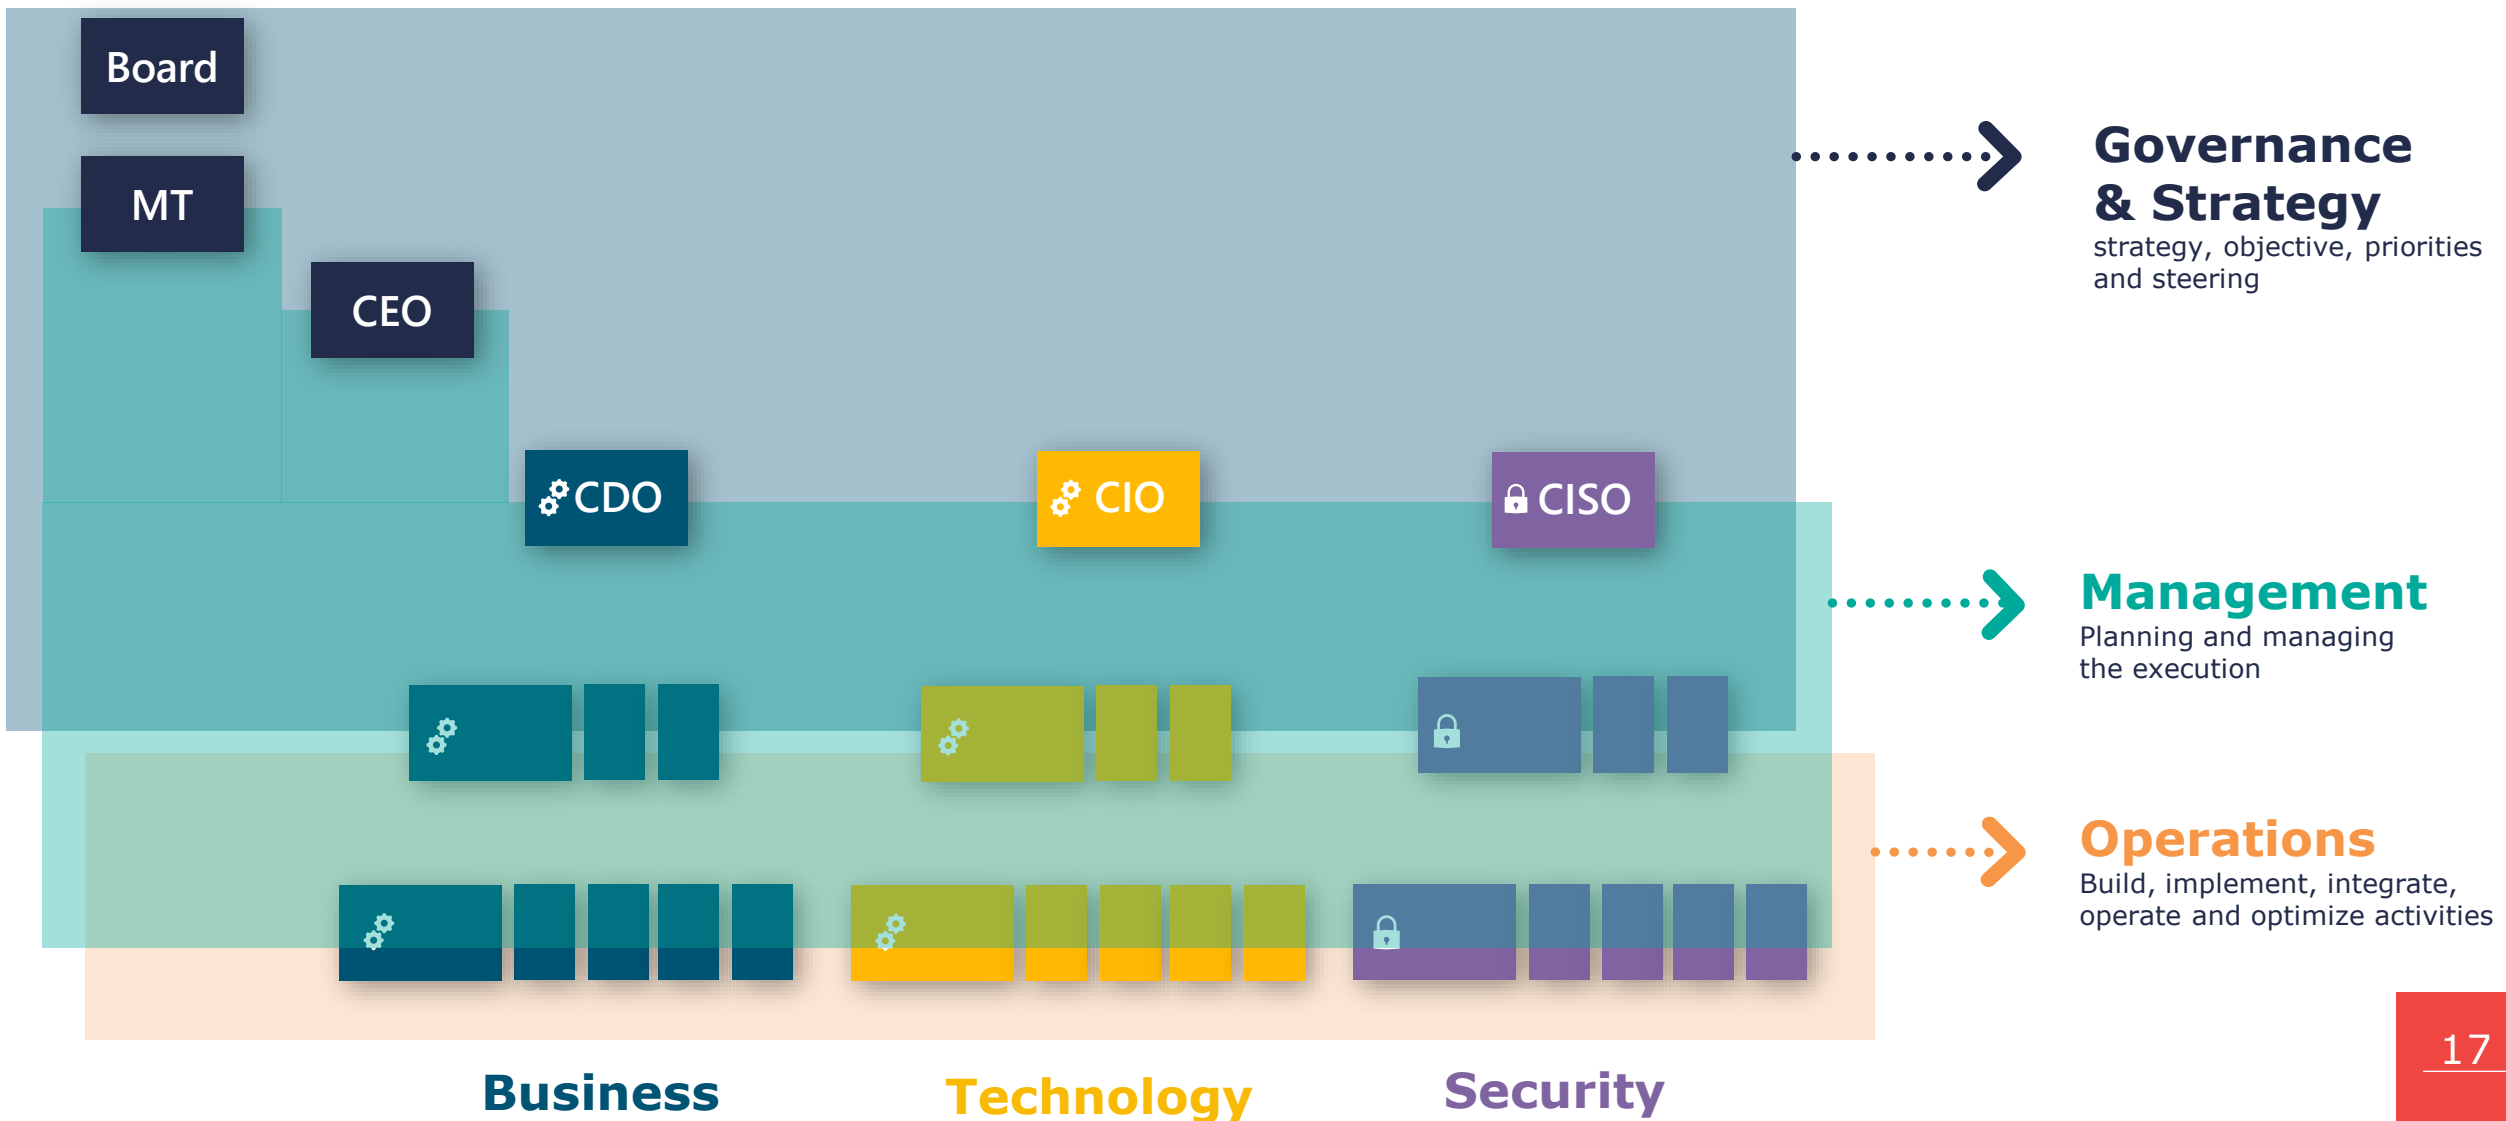 Board
MT
CEO
CDO
CIO
CISO
Governance
& Strategy
strategy, objective, priorities
and steering
Management
Planning and managing
the execution
Operations
Build, implement, integrate,
operate and optimize activities
Business
Technology
Security
17